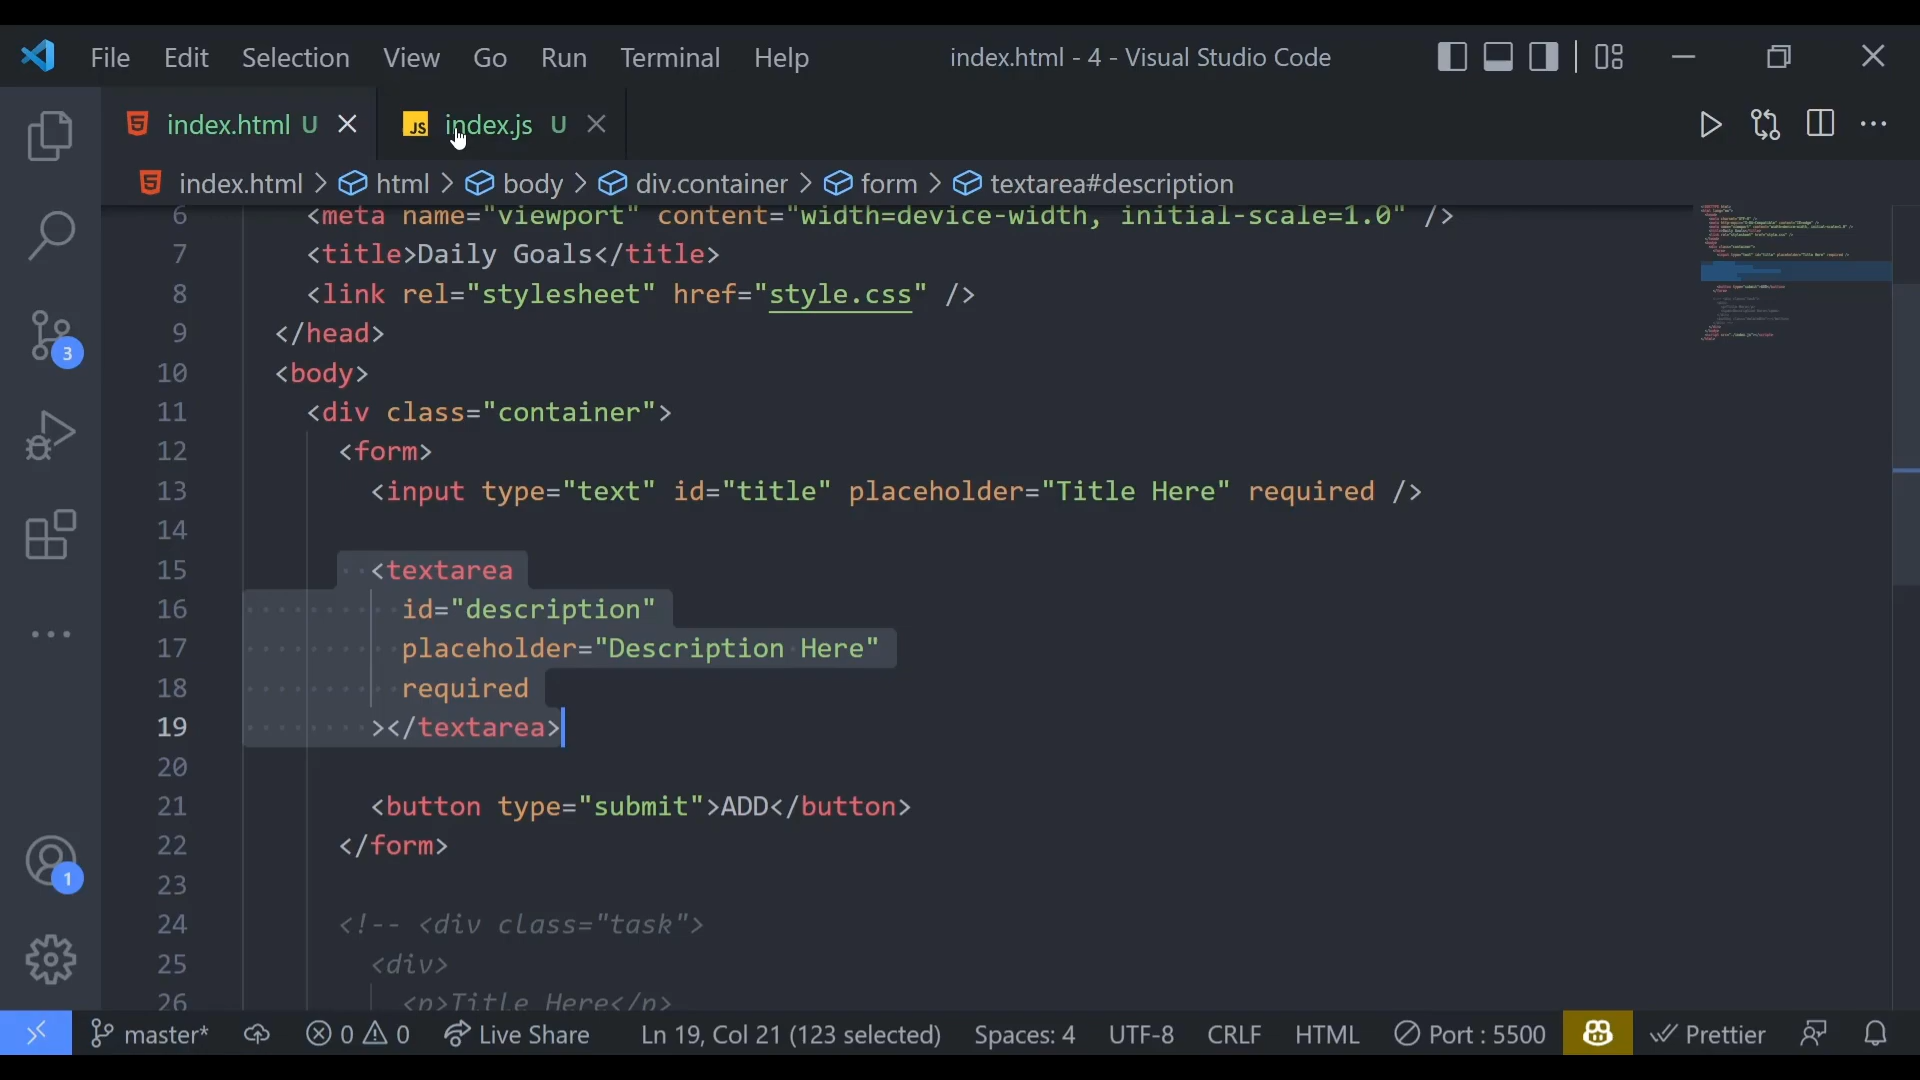 File Edit Selection View Go Run Terminal Help index.html - 4 - Visual Studio Code
index.html U JS index.js U
index.html > html > body > div.container > form > textarea#description
6 <meta name="viewport" content="width=device-width, initial-scale=1.0" />
7 <title>Daily Goals</title>
8 <link rel="stylesheet" href="style.css" />
9 </head>
10 <body>
11 <div class="container">
12 <form>
13 <input type="text" id="title" placeholder="Title Here" required />
14
15 <textarea
16 id="description"
17 placeholder="Description Here"
18 required
19 ></textarea>
20
21 <button type="submit">ADD</button>
22 </form>
23
24 <!-- <div class="task">
25 <div>
26 <p>Title Here</p>
3
1
master* 0 0 Live Share Ln 19, Col 21 (123 selected) Spaces: 4 UTF-8 CRLF HTML Port : 5500 Prettier